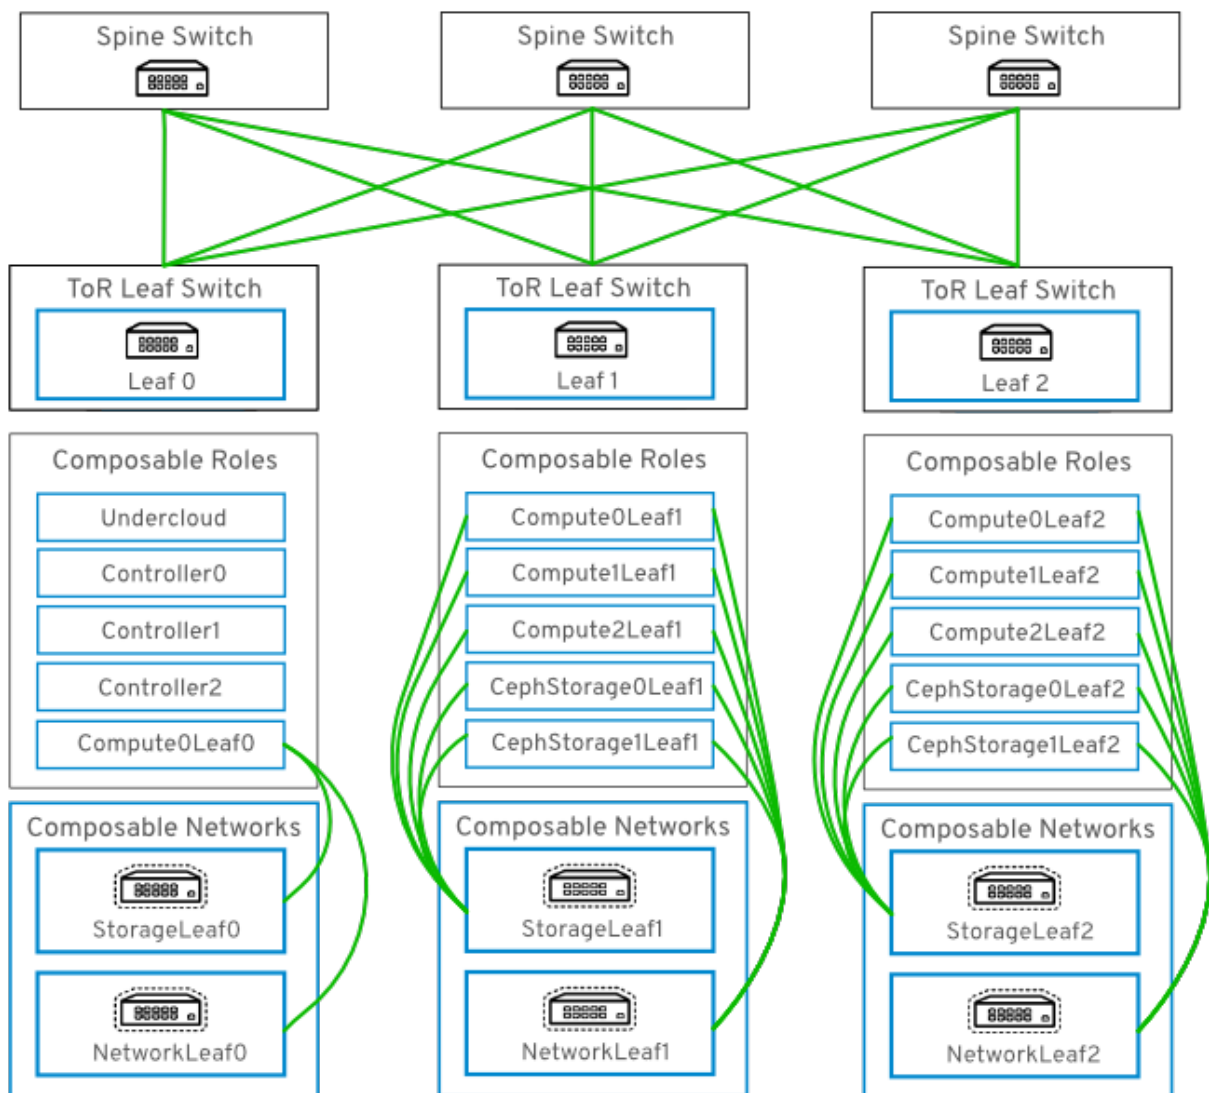 Spine Switch
Spine Switch
Spine Switch
ToR Leaf Switch
Leaf 0
ToR Leaf Switch
Leaf 1
ToR Leaf Switch
Leaf 2
Composable Roles
Undercloud
Controller0
Controller1
Controller2
Compute0Leaf0
Composable Roles
Compute0Leaf1
Compute1Leaf1
Compute2Leaf1
CephStorage0Leaf1
CephStorage1Leaf1
Composable Roles
Compute0Leaf2
Compute1Leaf2
Compute2Leaf2
CephStorage0Leaf2
CephStorage1Leaf2
Composable Networks
StorageLeaf0
NetworkLeaf0
Composable Networks
StorageLeaf1
NetworkLeaf1
Composable Networks
StorageLeaf2
NetworkLeaf2